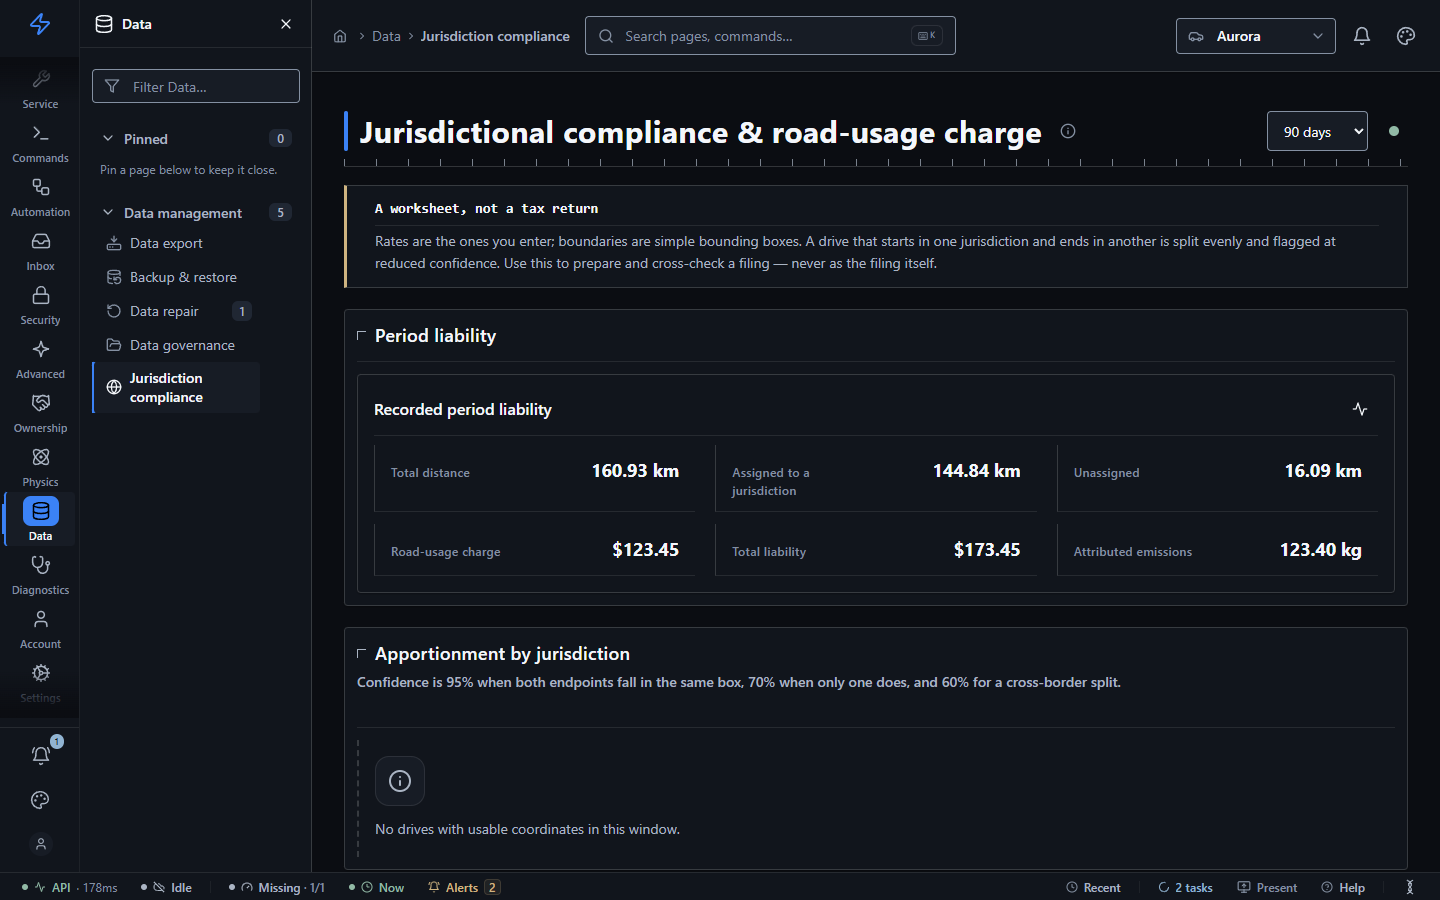 Data
Data
Jurisdiction compliance
Search pages, commands...
K
Aurora
Service
Commands
Automation
Inbox
Security
Advanced
Ownership
Physics
Data
Diagnostics
Account
Settings
1
Filter Data...
Pinned
0
Pin a page below to keep it close.
Data management
5
Data export
Backup & restore
Data repair
1
Data governance
Jurisdiction
compliance
Jurisdictional compliance & road-usage charge
90 days
A worksheet, not a tax return
Rates are the ones you enter; boundaries are simple bounding boxes. A drive that starts in one jurisdiction and ends in another is split evenly and flagged at
reduced confidence. Use this to prepare and cross-check a filing — never as the filing itself.
Period liability
Recorded period liability
Total distance
160.93 km
Assigned to a
jurisdiction
144.84 km
Unassigned
16.09 km
Road-usage charge
$123.45
Total liability
$173.45
Attributed emissions
123.40 kg
Apportionment by jurisdiction
Confidence is 95% when both endpoints fall in the same box, 70% when only one does, and 60% for a cross-border split.
No drives with usable coordinates in this window.
API · 178ms
Idle
Missing · 1/1
Now
Alerts 2
Recent
2 tasks
Present
Help